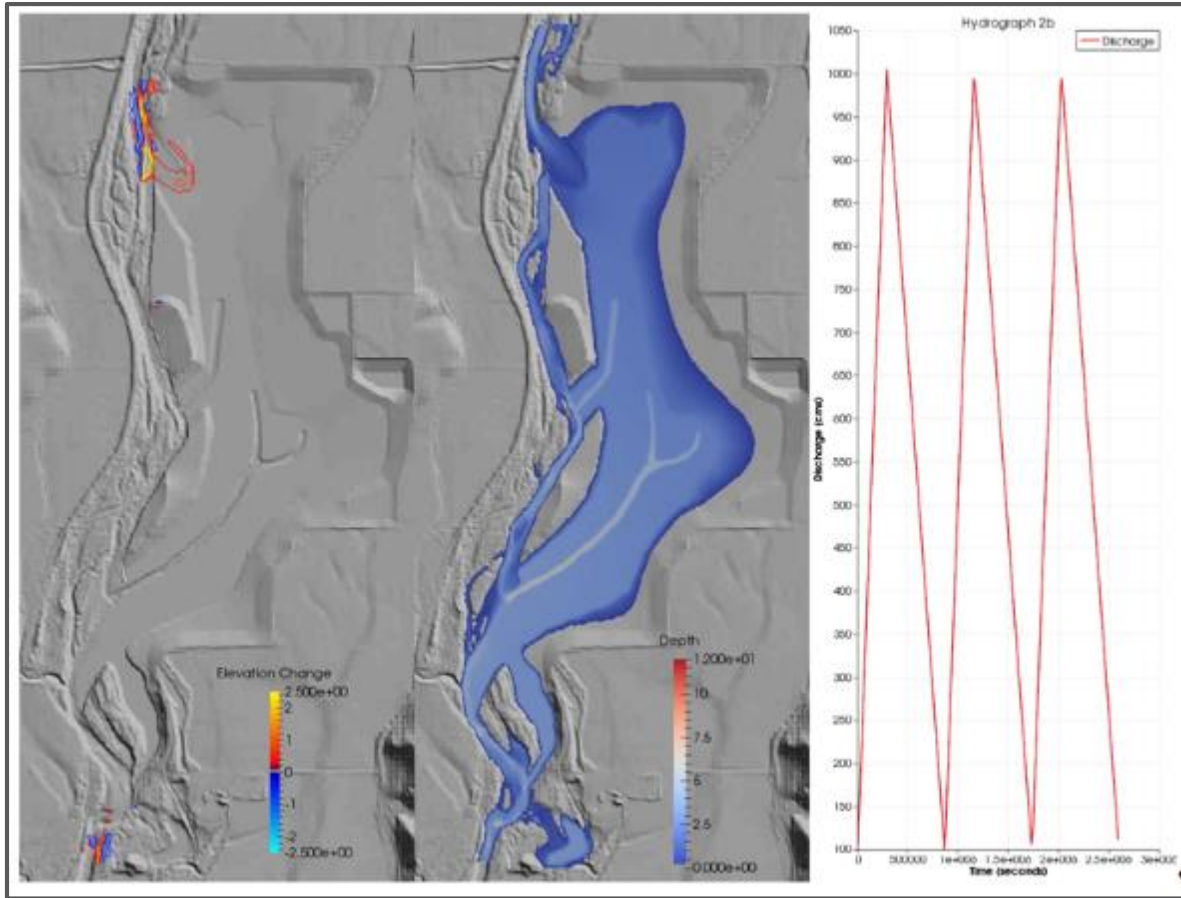 Hydrograph 2b
Discharge
1050
1000
950
900
850
800
750
700
650
600
550
500
450
400
350
300
250
200
150
100
Discharge (cms)
0
500000
1e+006
1.5e+006
2e+006
2.5e+006
3e+006
Time (seconds)
Elevation Change
2.500e+00
2
1
0
-1
-2
-2.500e+00
Depth
1.200e+01
10
7.5
5
2.5
0.000e+00